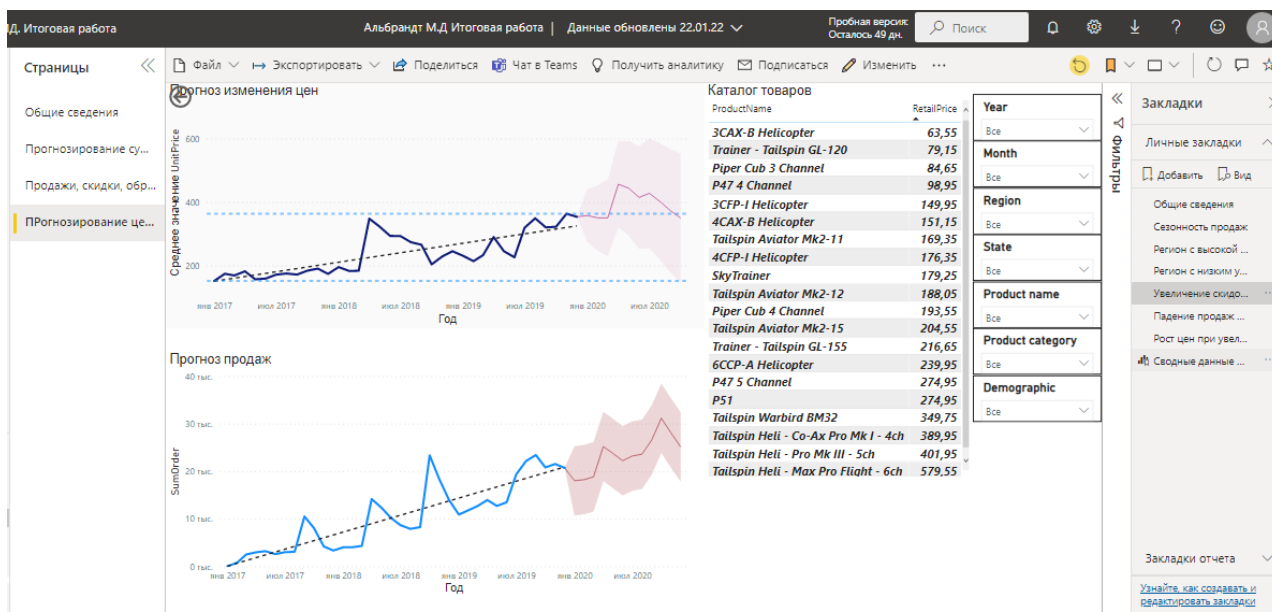 Д. Итоговая работа
Альбрандт М.Д Итоговая работа | Данные обновлены 22.01.22
Пробная версия:
Осталось 49 дн.
Поиск
Страницы
Общие сведения
Прогнозирование су...
Продажи, скидки, обр...
ПРогнозирование це...
Файл
Экспортировать
Поделиться
Чат в Teams
Получить аналитику
Подписаться
Изменить
...
Прогноз изменения цен
Среднее значение UnitPrice
600
400
200
янв 2017 июл 2017 янв 2018 июл 2018 янв 2019 июл 2019 янв 2020 июл 2020
Год
Прогноз продаж
SumOrder
40 тыс.
30 тыс.
20 тыс.
10 тыс.
0 тыс.
янв 2017 июл 2017 янв 2018 июл 2018 янв 2019 июл 2019 янв 2020 июл 2020
Год
Каталог товаров
ProductName RetailPrice
3CAX-B Helicopter 63,55
Trainer - Tailspin GL-120 79,15
Piper Cub 3 Channel 84,65
P47 4 Channel 98,95
3CFP-I Helicopter 149,95
4CAX-B Helicopter 151,15
Tailspin Aviator Mk2-11 169,35
4CFP-I Helicopter 176,35
SkyTrainer 179,25
Tailspin Aviator Mk2-12 188,05
Piper Cub 4 Channel 193,55
Tailspin Aviator Mk2-15 204,55
Trainer - Tailspin GL-155 216,65
6CCP-A Helicopter 239,95
P47 5 Channel 274,95
P51 274,95
Tailspin Warbird BM32 349,75
Tailspin Heli - Co-Ax Pro Mk I - 4ch 389,95
Tailspin Heli - Pro Mk III - 5ch 401,95
Tailspin Heli - Max Pro Flight - 6ch 579,55
Year
Все
Month
Все
Region
Все
State
Все
Product name
Все
Product category
Все
Demographic
Все
Фильтры
Закладки
Личные закладки
Добавить
Вид
Общие сведения
Сезонность продаж
Регион с высокой ...
Регион с низким у...
Увеличение скидо...
Падение продаж ...
Рост цен при увел...
Сводные данные ...
Закладки отчета
Узнайте, как создавать и
редактировать закладки